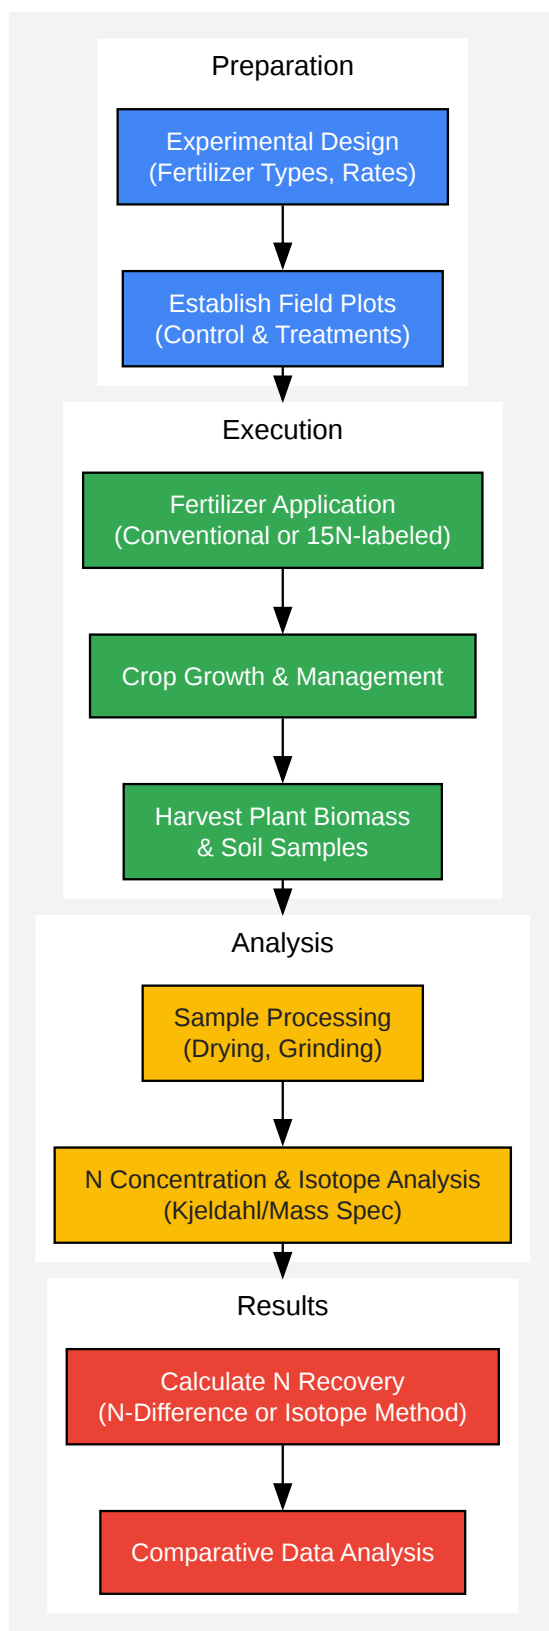 Preparation
Experimental Design
(Fertilizer Types, Rates)
Establish Field Plots
(Control & Treatments)
Execution
Fertilizer Application
(Conventional or 15N-labeled)
Crop Growth & Management
Harvest Plant Biomass
& Soil Samples
Analysis
Sample Processing
(Drying, Grinding)
N Concentration & Isotope Analysis
(Kjeldahl/Mass Spec)
Results
Calculate N Recovery
(N-Difference or Isotope Method)
Comparative Data Analysis